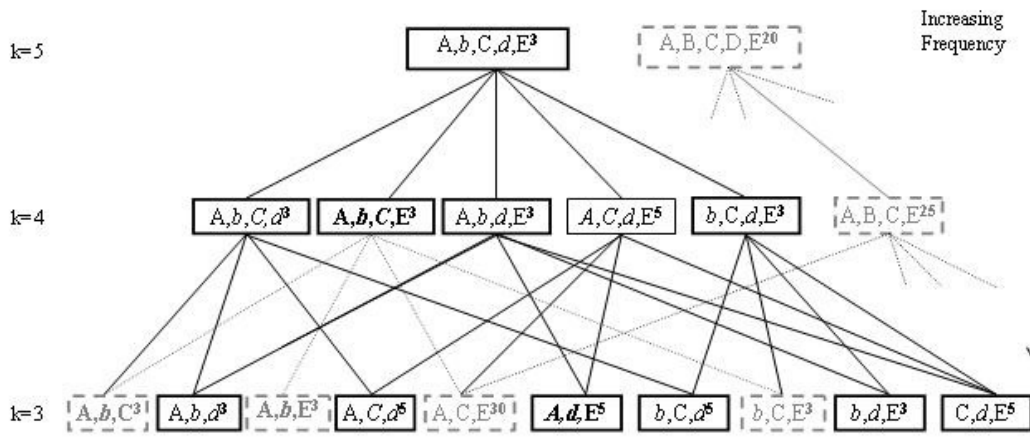 Increasing
Frequency
k=5
A,b,C,d,E³
A,B,C,D,E²⁰
k=4
A,b,C,d³
A,b,C,E³
A,b,d,E³
A,C,d,E⁵
b,C,d,E³
A,B,C,E²⁵
k=3
A,b,C³
A,b,d³
A,b,E³
A,C,d⁵
A,C,E³⁰
A,d,E⁵
b,C,d⁵
b,C,E³
b,d,E³
C,d,E⁵